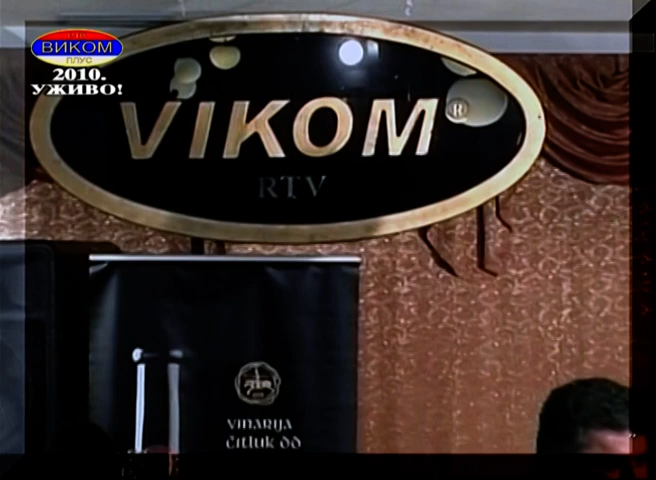 ВИКОМ
ПЛУС
2010.
УЖИВО!
VIKOM®
RTV
VINARIJA
ČITLUK DD